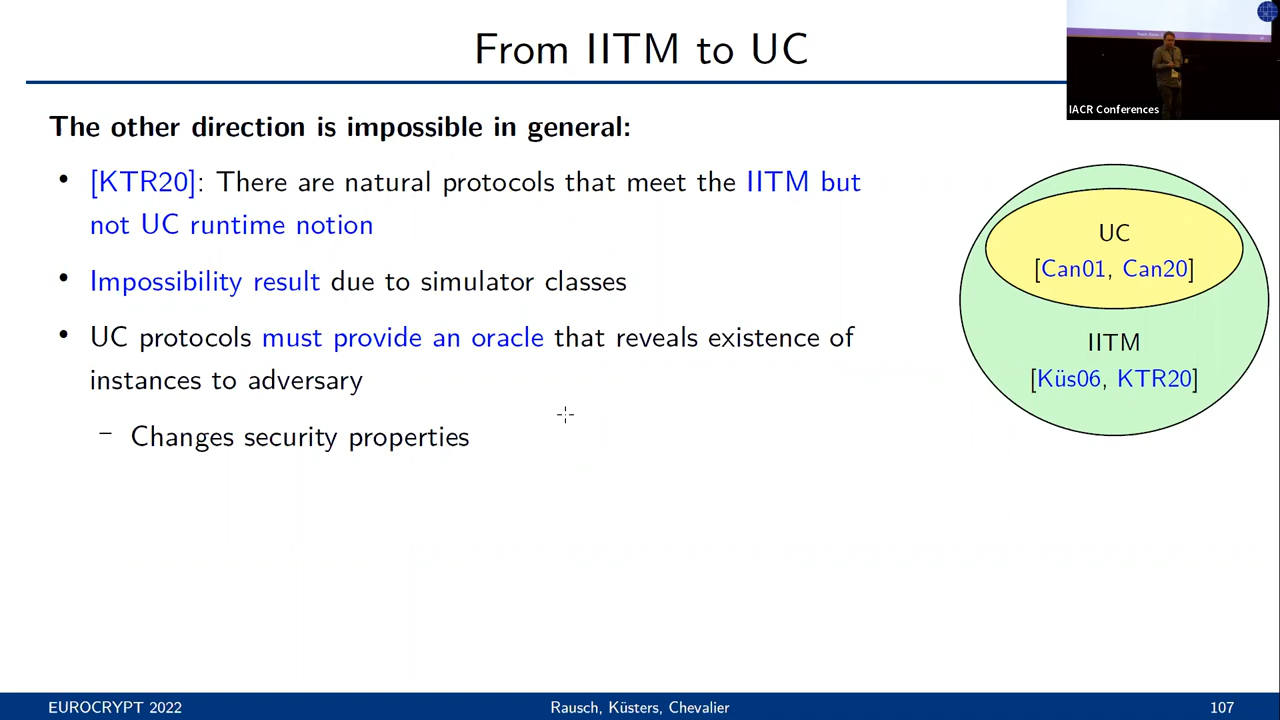 From IITM to UC
IACR Conferences
The other direction is impossible in general:
• [KTR20]: There are natural protocols that meet the IITM but
not UC runtime notion
• Impossibility result due to simulator classes
• UC protocols must provide an oracle that reveals existence of
instances to adversary
– Changes security properties
UC
[Can01, Can20]
IITM
[Küs06, KTR20]
EUROCRYPT 2022
Rausch, Küsters, Chevalier
107